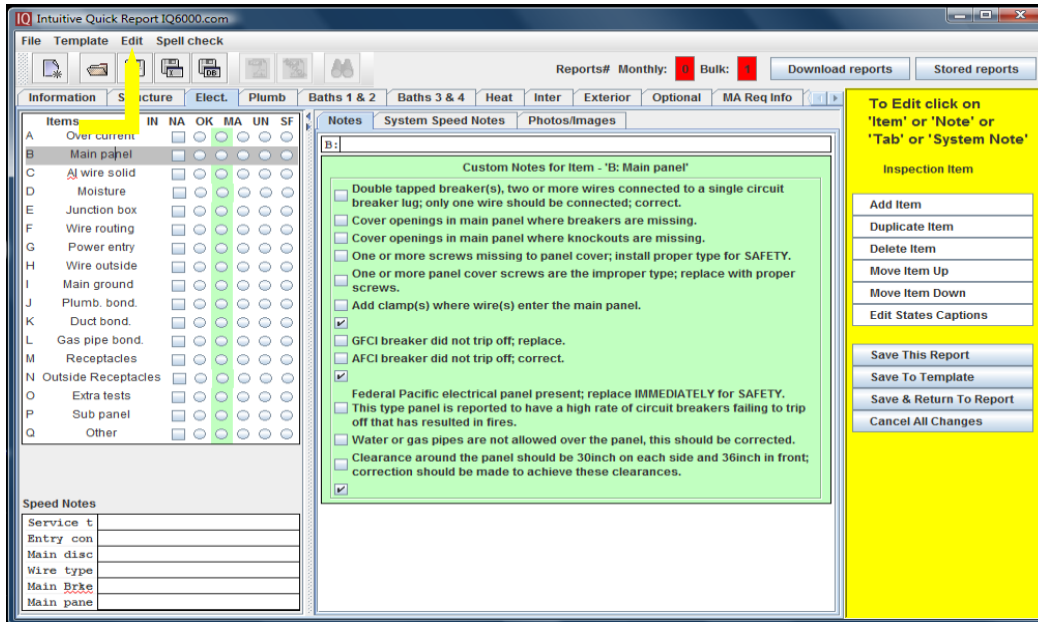 IQ Intuitive Quick Report IQ6000.com
File Template Edit Spell check
DB
Reports# Monthly: 0 Bulk: 1 Download reports Stored reports
Information Structure Elect. Plumb Baths 1 & 2 Baths 3 & 4 Heat Inter Exterior Optional MA Req Info
Items IN NA OK MA UN SF
A Over current
B Main panel
C Al wire solid
D Moisture
E Junction box
F Wire routing
G Power entry
H Wire outside
I Main ground
J Plumb. bond.
K Duct bond.
L Gas pipe bond.
M Receptacles
N Outside Receptacles
O Extra tests
P Sub panel
Q Other
Speed Notes
Service t
Entry con
Main disc
Wire type
Main Brke
Main pane
Notes System Speed Notes Photos/Images
B:
Custom Notes for Item - 'B: Main panel'
Double tapped breaker(s), two or more wires connected to a single circuit
breaker lug; only one wire should be connected; correct.
Cover openings in main panel where breakers are missing.
Cover openings in main panel where knockouts are missing.
One or more screws missing to panel cover; install proper type for SAFETY.
One or more panel cover screws are the improper type; replace with proper
screws.
Add clamp(s) where wire(s) enter the main panel.
GFCI breaker did not trip off; replace.
AFCI breaker did not trip off; correct.
Federal Pacific electrical panel present; replace IMMEDIATELY for SAFETY.
This type panel is reported to have a high rate of circuit breakers failing to trip
off that has resulted in fires.
Water or gas pipes are not allowed over the panel, this should be corrected.
Clearance around the panel should be 30inch on each side and 36inch in front;
correction should be made to achieve these clearances.
To Edit click on
'Item' or 'Note' or
'Tab' or 'System Note'
Inspection Item
Add Item
Duplicate Item
Delete Item
Move Item Up
Move Item Down
Edit States Captions
Save This Report
Save To Template
Save & Return To Report
Cancel All Changes